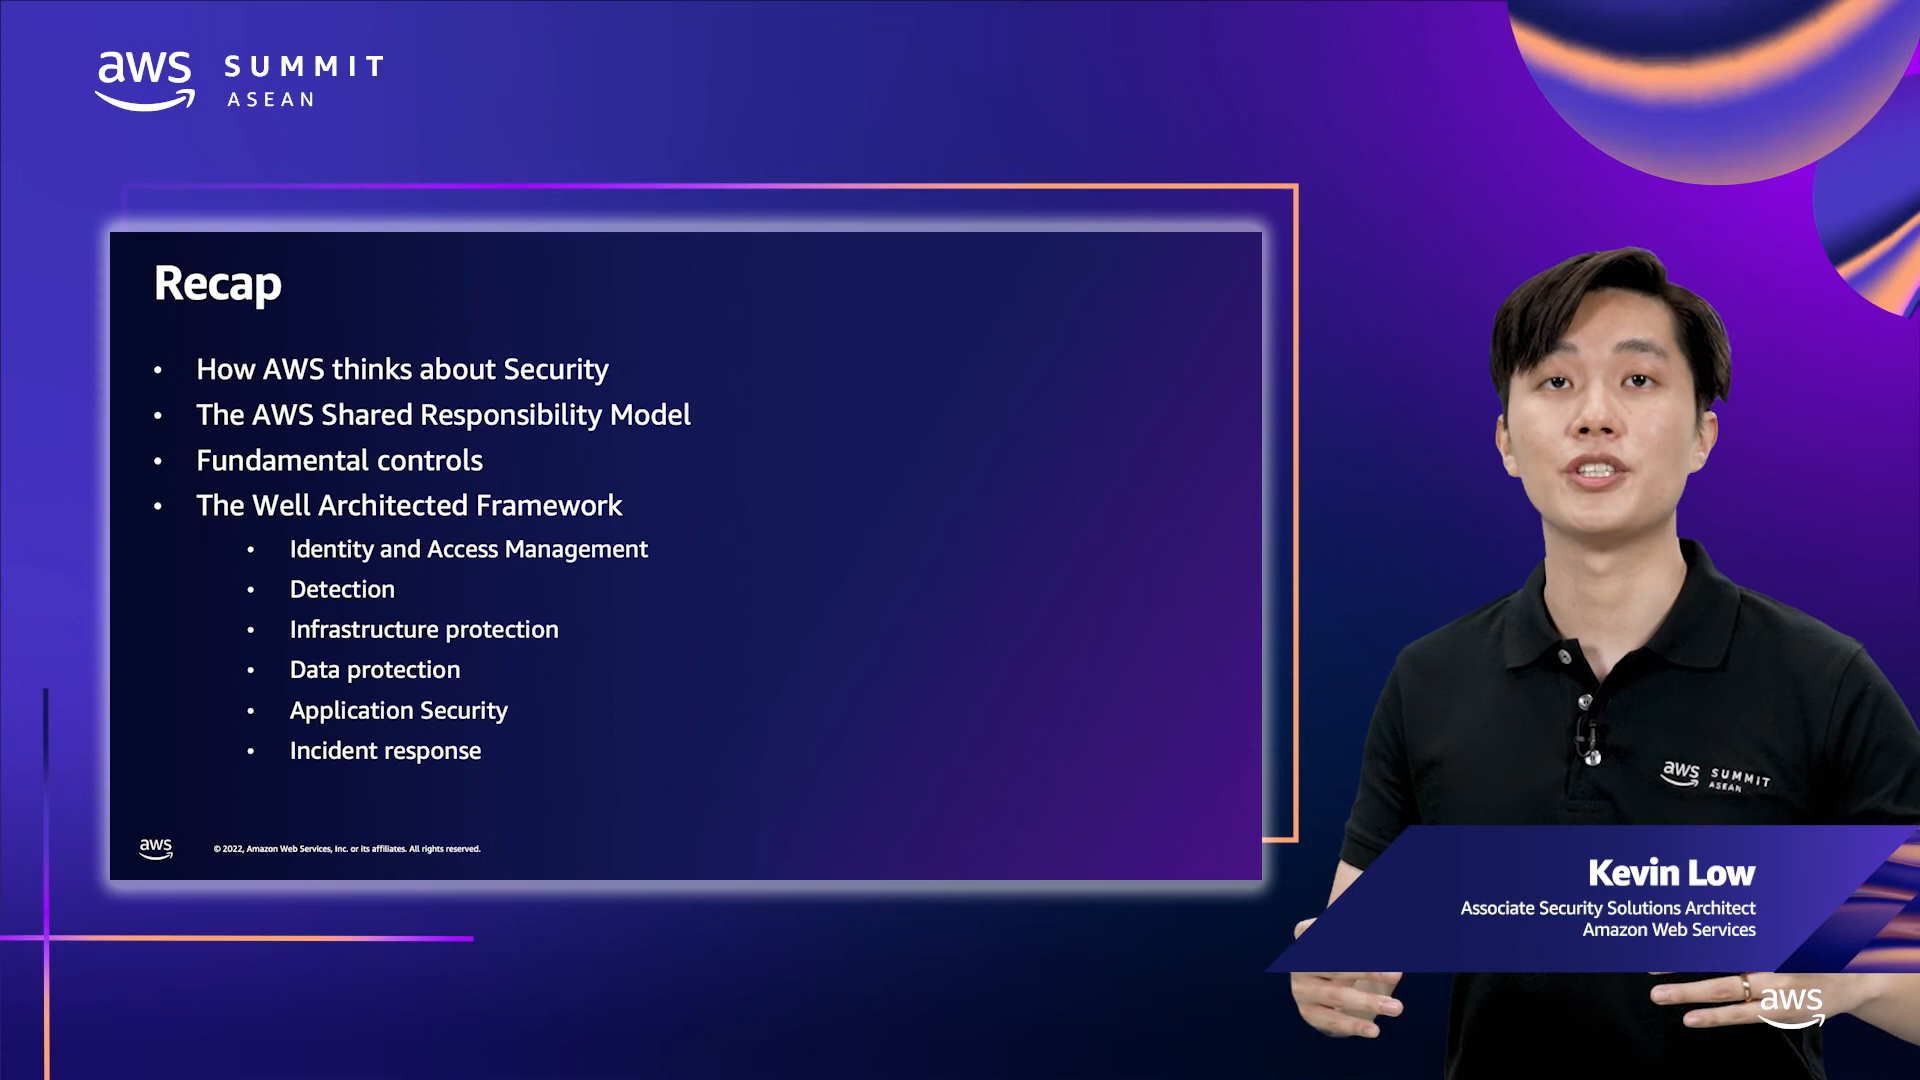 aws SUMMIT
ASEAN
Recap
• How AWS thinks about Security
• The AWS Shared Responsibility Model
• Fundamental controls
• The Well Architected Framework
• Identity and Access Management
• Detection
• Infrastructure protection
• Data protection
• Application Security
• Incident response
aws © 2022, Amazon Web Services, Inc. or its affiliates. All rights reserved.
aws SUMMIT
ASEAN
Kevin Low
Associate Security Solutions Architect
Amazon Web Services
aws